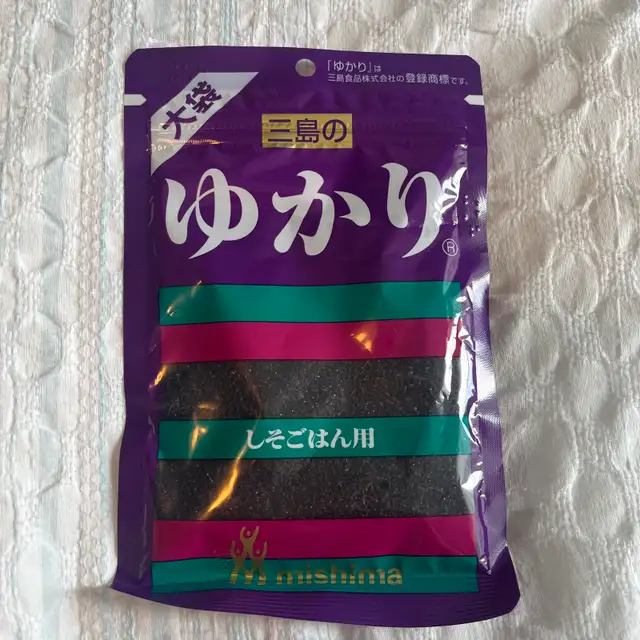 「ゆかり」は
三島食品株式会社の登録商標です。
大袋
三島の
ゆかり®
しそごはん用
mishima